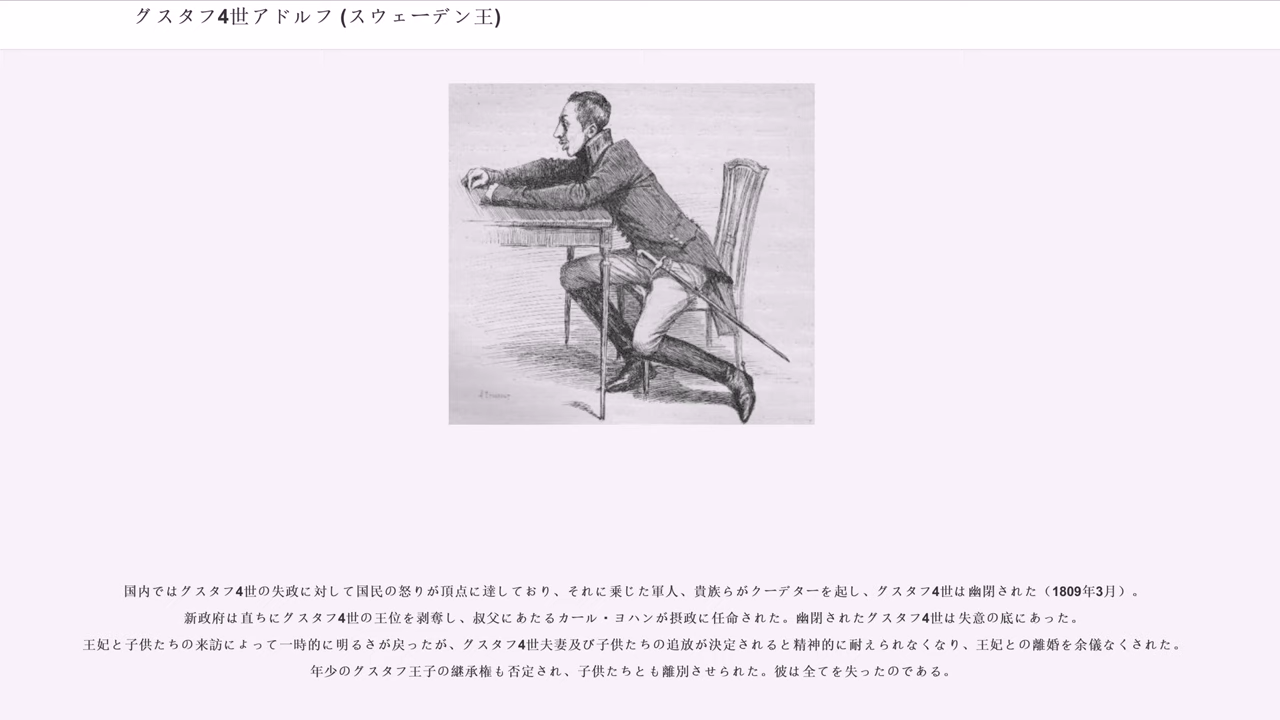 グスタフ4世アドルフ (スウェーデン王)
国内ではグスタフ4世の失政に対して国民の怒りが頂点に達しており、それに乗じた軍人、貴族らがクーデターを起し、グスタフ4世は幽閉された（1809年3月）。
新政府は直ちにグスタフ4世の王位を剥奪し、叔父にあたるカール・ヨハンが摂政に任命された。幽閉されたグスタフ4世は失意の底にあった。
王妃と子供たちの来訪によって一時的に明るさが戻ったが、グスタフ4世夫妻及び子供たちの追放が決定されると精神的に耐えられなくなり、王妃との離婚を余儀なくされた。
年少のグスタフ王子の継承権も否定され、子供たちとも離別させられた。彼は全てを失ったのである。